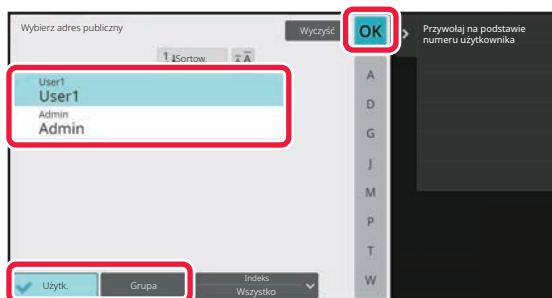 Wybierz adres publiczny
Wyczyść
OK
Przywołaj na podstawie
numeru użytkownika
1 Sortow.
A A
User1
User1
Admin
Admin
A
D
G
J
M
P
T
W
Użytk.
Grupa
Indeks
Wszystko